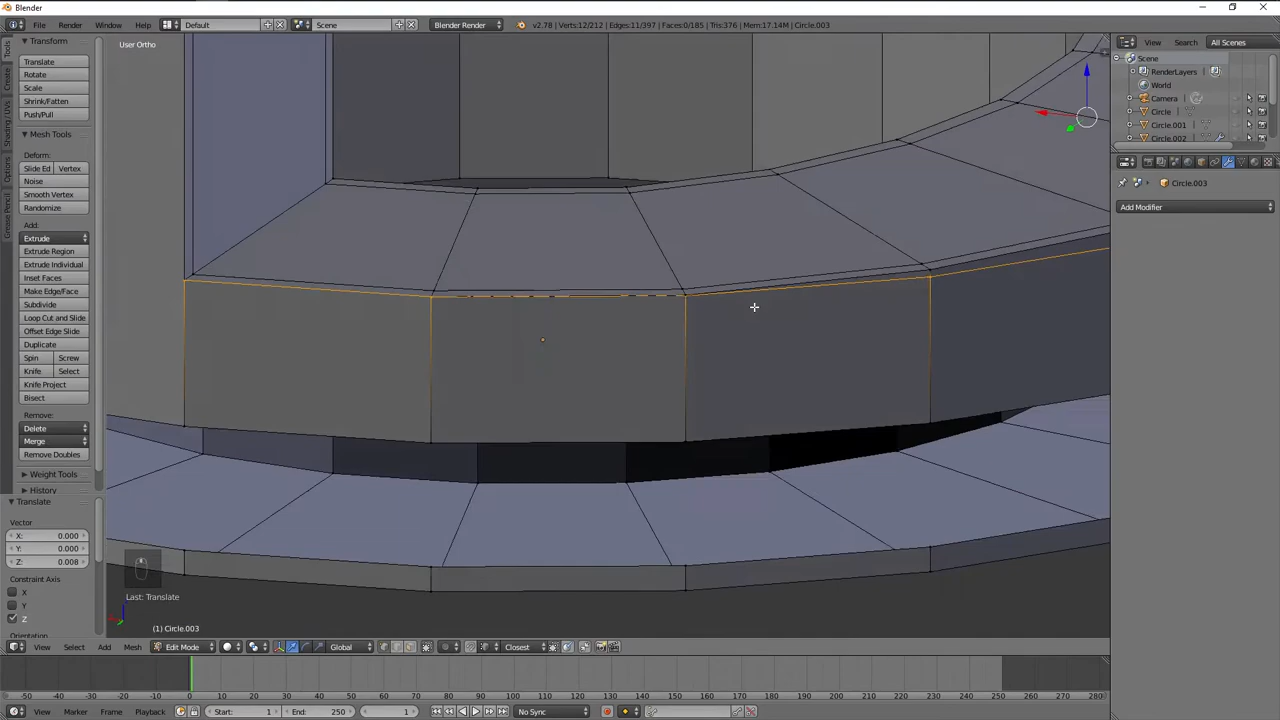 Blender
File Render Window Help Default Scene Blender Render v2.78 | Verts:12/212 | Edges:11/397 | Faces:0/185 | Tris:376 | Mem:17.14M | Circle.003
User Ortho
Tools
Create
Shading / UVs
Options
Grease Pencil
Transform
Translate
Rotate
Scale
Shrink/Fatten
Push/Pull
Mesh Tools
Deform:
Slide Ed Vertex
Noise
Smooth Vertex
Randomize
Add:
Extrude
Extrude Region
Extrude Individual
Inset Faces
Make Edge/Face
Subdivide
Loop Cut and Slide
Offset Edge Slide
Duplicate
Spin Screw
Knife Select
Knife Project
Bisect
Remove:
Delete
Merge
Remove Doubles
Weight Tools
History
Translate
Vector
X: 0.000
Y: 0.000
Z: 0.008
Constraint Axis
X
Y
Z
Orientation
Last: Translate
(1) Circle.003
View Search All Scenes
Scene
RenderLayers
World
Camera
Circle
Circle.001
Circle.002
Circle.003
Add Modifier
View Select Add Mesh Edit Mode Global Closest
-50 -40 -30 -20 -10 0 10 20 30 40 50 60 70 80 90 100 110 120 130 140 150 160 170 180 190 200 210 220 230 240 250 260 270 280
View Marker Frame Playback Start: 1 End: 250 1 No Sync